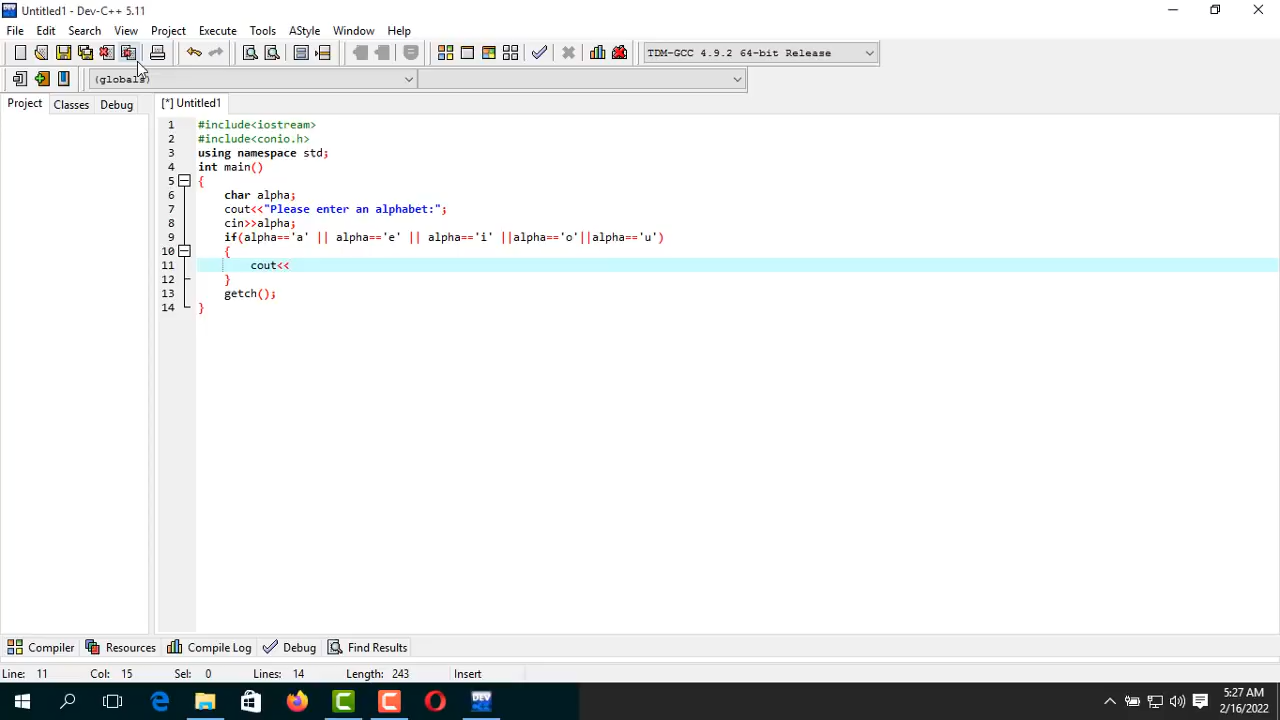 Untitled1 - Dev-C++ 5.11
File Edit Search View Project Execute Tools AStyle Window Help
TDM-GCC 4.9.2 64-bit Release
(globals)
Project Classes Debug [*] Untitled1
1 #include<iostream>
2 #include<conio.h>
3 using namespace std;
4 int main()
5 {
6 char alpha;
7 cout<<"Please enter an alphabet:";
8 cin>>alpha;
9 if(alpha=='a' || alpha=='e' || alpha=='i' ||alpha=='o'||alpha=='u')
10 {
11 cout<<
12 }
13 getch();
14 }
Compiler Resources Compile Log Debug Find Results
Line: 11 Col: 15 Sel: 0 Lines: 14 Length: 243 Insert
DEV
5:27 AM
2/16/2022